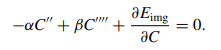 −αC″ + βC⁗ + ∂E_img/∂C = 0.